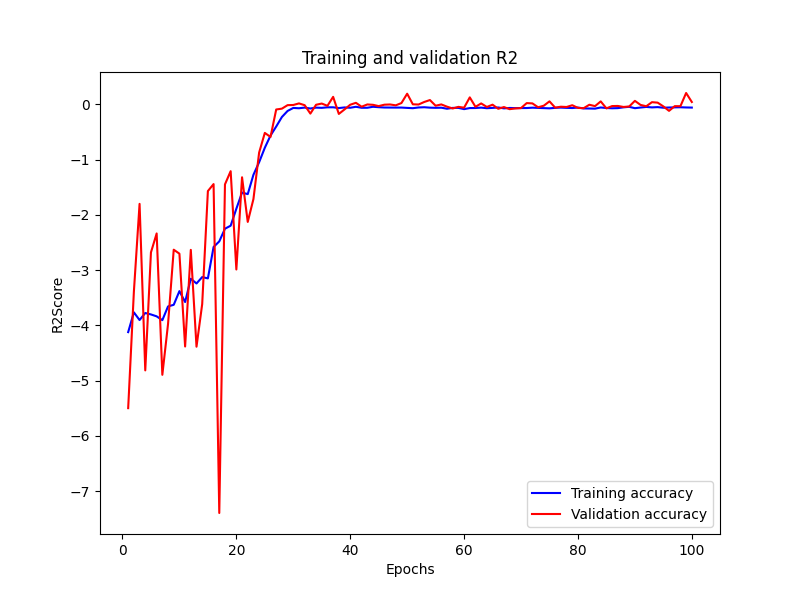 Training and validation R2
R2Score
0
−1
−2
−3
−4
−5
−6
−7
0 20 40 60 80 100
Epochs
Training accuracy
Validation accuracy